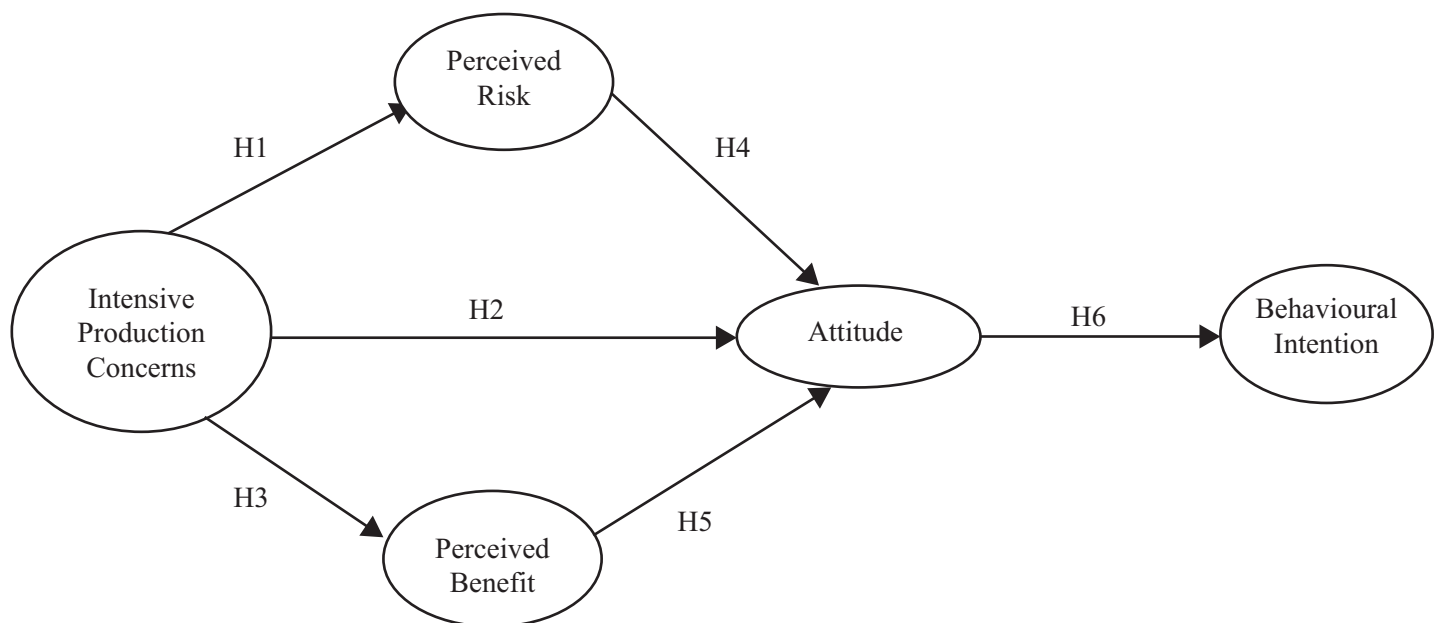 Perceived
Risk
H1
H4
Intensive
Production
Concerns
H2
Attitude
H6
Behavioural
Intention
H3
H5
Perceived
Benefit